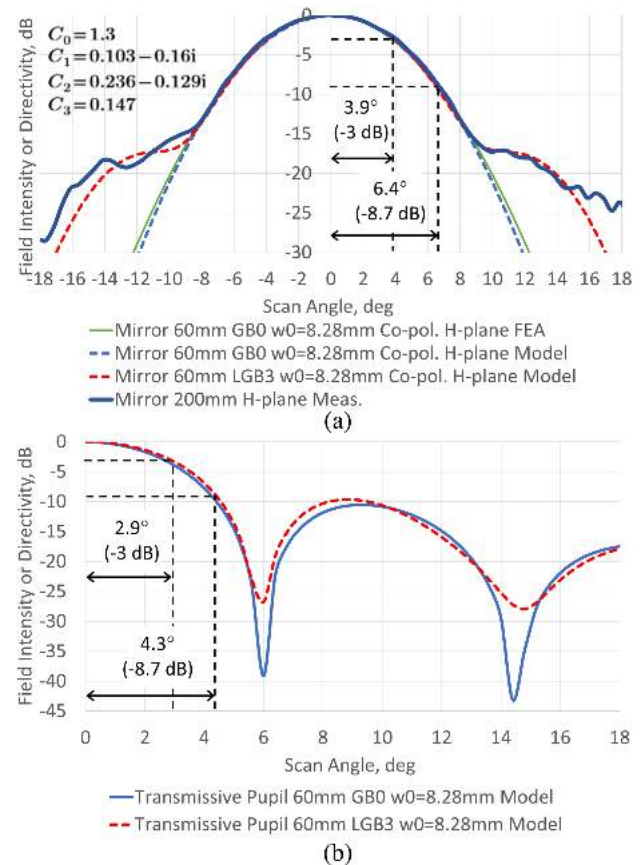 C₀=1.3
C₁=0.103−0.16i
C₂=0.236−0.129i
C₃=0.147
Field Intensity or Directivity, dB
0
-5
-10
-15
-20
-25
-30
3.9°
(-3 dB)
6.4°
(-8.7 dB)
-18 -16 -14 -12 -10 -8 -6 -4 -2 0 2 4 6 8 10 12 14 16 18
Scan Angle, deg
Mirror 60mm GB0 w0=8.28mm Co-pol. H-plane FEA
Mirror 60mm GB0 w0=8.28mm Co-pol. H-plane Model
Mirror 60mm LGB3 w0=8.28mm Co-pol. H-plane Model
Mirror 200mm H-plane Meas.
(a)
Field Intensity or Directivity, dB
0
-5
-10
-15
-20
-25
-30
-35
-40
-45
2.9°
(-3 dB)
4.3°
(-8.7 dB)
0 2 4 6 8 10 12 14 16 18
Scan Angle, deg
Transmissive Pupil 60mm GB0 w0=8.28mm Model
Transmissive Pupil 60mm LGB3 w0=8.28mm Model
(b)